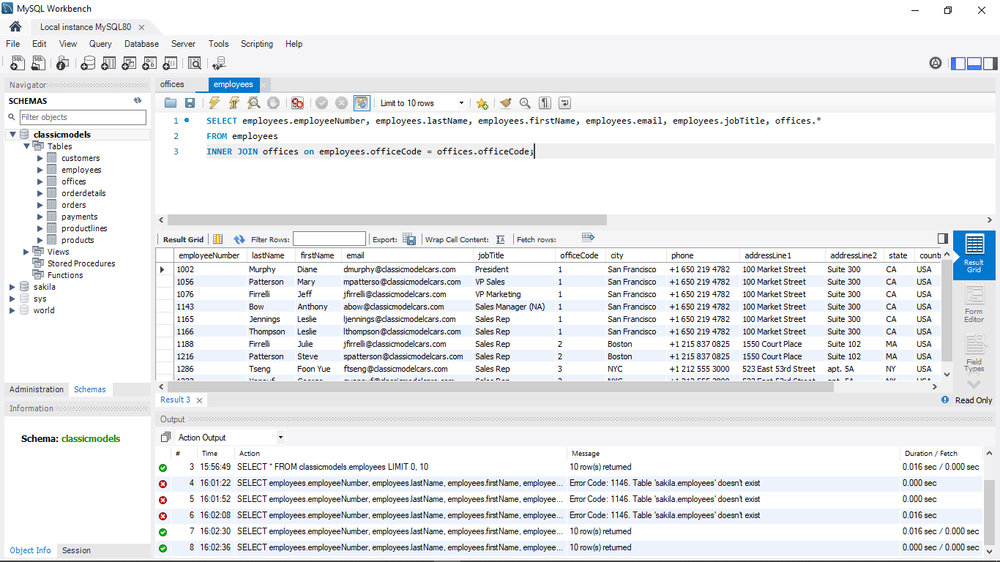 MySQL Workbench
Local instance MySQL80
File Edit View Query Database Server Tools Scripting Help
Navigator
SCHEMAS
Filter objects
classicmodels
Tables
customers
employees
offices
orderdetails
orders
payments
productlines
products
Views
Stored Procedures
Functions
sakila
sys
world
Administration Schemas
Information
Schema: classicmodels
Object Info Session
offices employees
Limit to 10 rows
1 SELECT employees.employeeNumber, employees.lastName, employees.firstName, employees.email, employees.jobTitle, offices.*
2 FROM employees
3 INNER JOIN offices on employees.officeCode = offices.officeCode;
Result Grid Filter Rows: Export: Wrap Cell Content: Fetch rows:
employeeNumber lastName firstName email jobTitle officeCode city phone addressLine1 addressLine2 state countr
1002 Murphy Diane dmurphy@classicmodelcars.com President 1 San Francisco +1 650 219 4782 100 Market Street Suite 300 CA USA
1056 Patterson Mary mpatterso@classicmodelcars.com VP Sales 1 San Francisco +1 650 219 4782 100 Market Street Suite 300 CA USA
1076 Firrelli Jeff jfirrelli@classicmodelcars.com VP Marketing 1 San Francisco +1 650 219 4782 100 Market Street Suite 300 CA USA
1143 Bow Anthony abow@classicmodelcars.com Sales Manager (NA) 1 San Francisco +1 650 219 4782 100 Market Street Suite 300 CA USA
1165 Jennings Leslie ljennings@classicmodelcars.com Sales Rep 1 San Francisco +1 650 219 4782 100 Market Street Suite 300 CA USA
1166 Thompson Leslie lthompson@classicmodelcars.com Sales Rep 1 San Francisco +1 650 219 4782 100 Market Street Suite 300 CA USA
1188 Firrelli Julie jfirrelli@classicmodelcars.com Sales Rep 2 Boston +1 215 837 0825 1550 Court Place Suite 102 MA USA
1216 Patterson Steve spatterson@classicmodelcars.com Sales Rep 2 Boston +1 215 837 0825 1550 Court Place Suite 102 MA USA
1286 Tseng Foon Yue ftseng@classicmodelcars.com Sales Rep 3 NYC +1 212 555 3000 523 East 53rd Street apt. 5A NY USA
Result Grid
Form Editor
Field Types
Result 3
Read Only
Output
Action Output
# Time Action Message Duration / Fetch
3 15:56:49 SELECT * FROM classicmodels.employees LIMIT 0, 10 10 row(s) returned 0.016 sec / 0.000 sec
4 16:01:22 SELECT employees.employeeNumber, employees.lastName, employees.firstName, employee... Error Code: 1146. Table 'sakila.employees' doesn't exist 0.000 sec
5 16:01:52 SELECT employees.employeeNumber, employees.lastName, employees.firstName, employee... Error Code: 1146. Table 'sakila.employees' doesn't exist 0.000 sec
6 16:02:08 SELECT employees.employeeNumber, employees.lastName, employees.firstName, employee... Error Code: 1146. Table 'sakila.employees' doesn't exist 0.000 sec
7 16:02:30 SELECT employees.employeeNumber, employees.lastName, employees.firstName, employee... 10 row(s) returned 0.016 sec / 0.000 sec
8 16:02:36 SELECT employees.employeeNumber, employees.lastName, employees.firstName, employee... 10 row(s) returned 0.000 sec / 0.000 sec